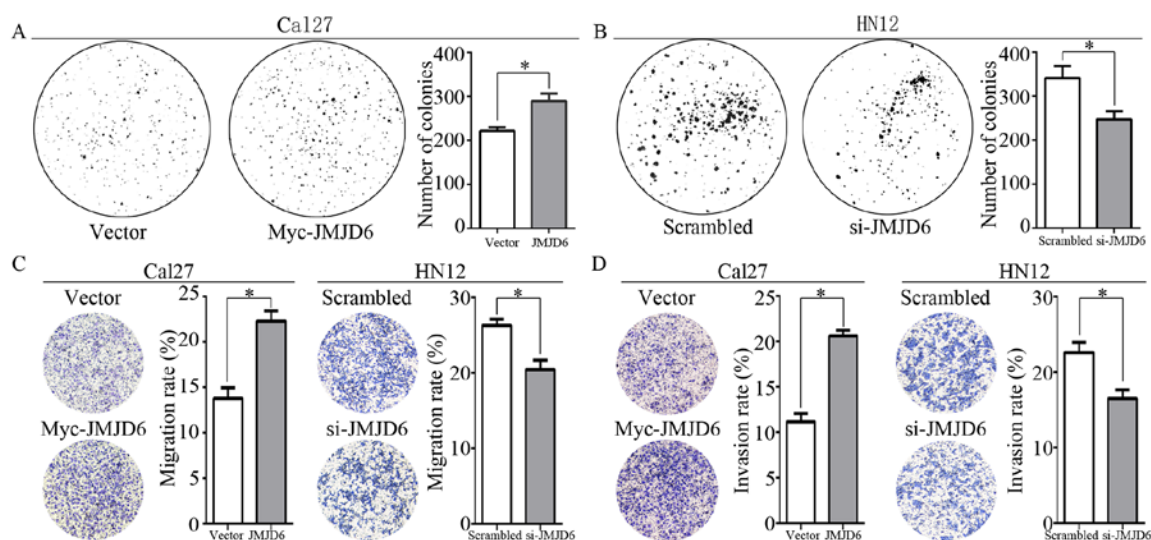 A
Cal27
Vector
Myc-JMJD6
Number of colonies
400
300
200
100
0
*
Vector
JMJD6
B
HN12
Scrambled
si-JMJD6
Number of colonies
400
300
200
100
0
*
Scrambled si-JMJD6
C
Cal27
Vector
Myc-JMJD6
Migration rate (%)
25
20
15
10
5
0
*
Vector JMJD6
HN12
Scrambled
si-JMJD6
Migration rate (%)
30
20
10
0
*
Scrambled si-JMJD6
D
Cal27
Vector
Myc-JMJD6
Invasion rate (%)
25
20
15
10
5
0
*
Vector JMJD6
HN12
Scrambled
si-JMJD6
Invasion rate (%)
30
20
10
0
*
Scrambled si-JMJD6